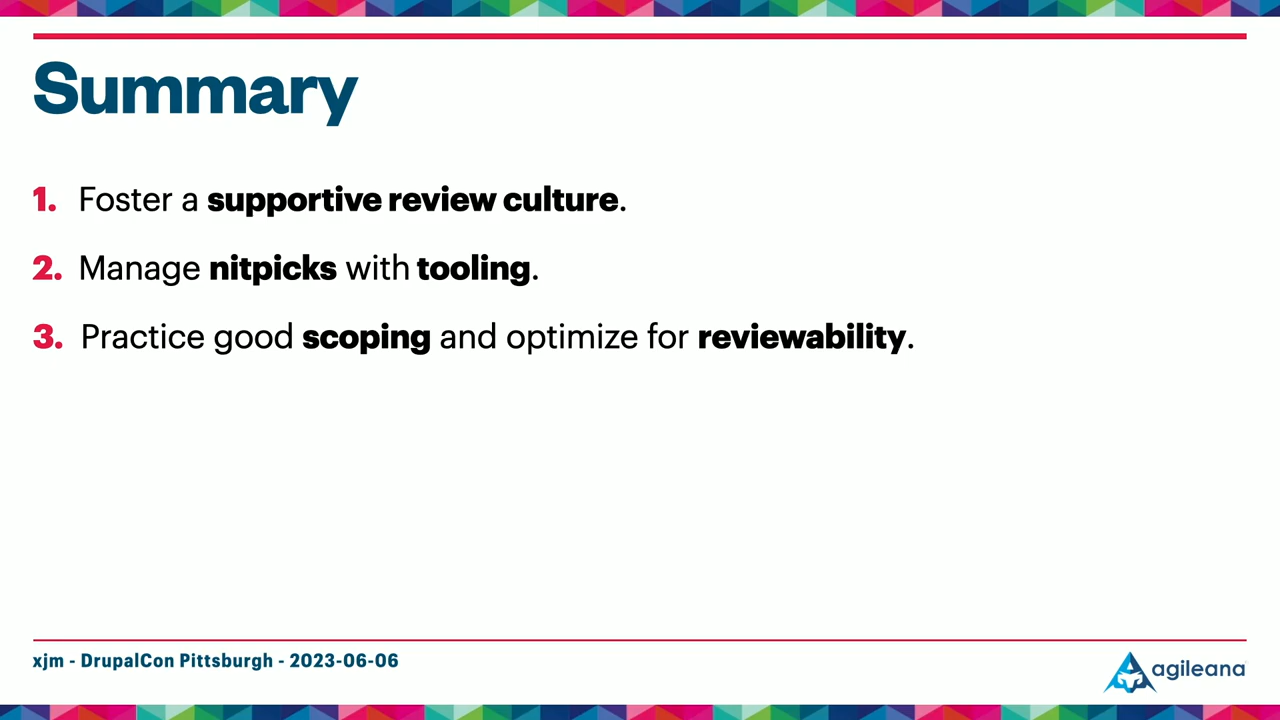 Summary
1. Foster a supportive review culture.
2. Manage nitpicks with tooling.
3. Practice good scoping and optimize for reviewability.
xjm - DrupalCon Pittsburgh - 2023-06-06
agileana